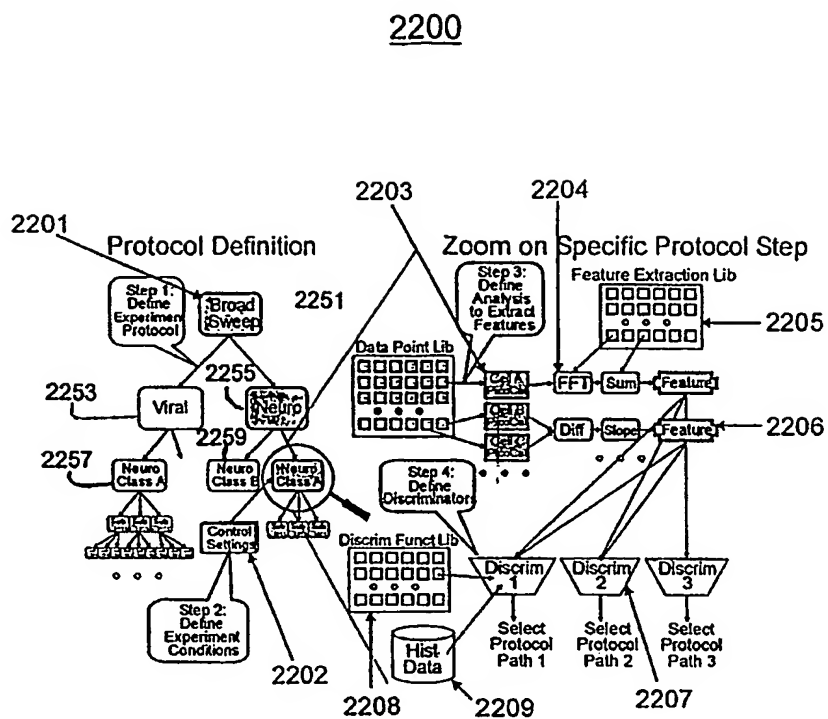 2200
2203
2204
2201
Protocol Definition
Zoom on Specific Protocol Step
Step 1:
Define
Experiment
Protocol
Broad
Sweep
2251
Step 3:
Define
Analysis
to Extract
Features
Feature Extraction Lib
2205
Data Point Lib
2253
2255
Viral
Neuro
Cell A
FFT
Sum
Feature
Cell B
Cell C
Diff
Slope
Feature
2206
2257
2259
Neuro
Class A
Neuro
Class B
Neuro
Class A
Step 4:
Define
Discriminators
Control
Settings
Discrim Funct Lib
Discrim
1
Discrim
2
Discrim
3
Step 2:
Define
Experiment
Conditions
2202
Select
Protocol
Path 1
Select
Protocol
Path 2
Select
Protocol
Path 3
Hist
Data
2208
2209
2207